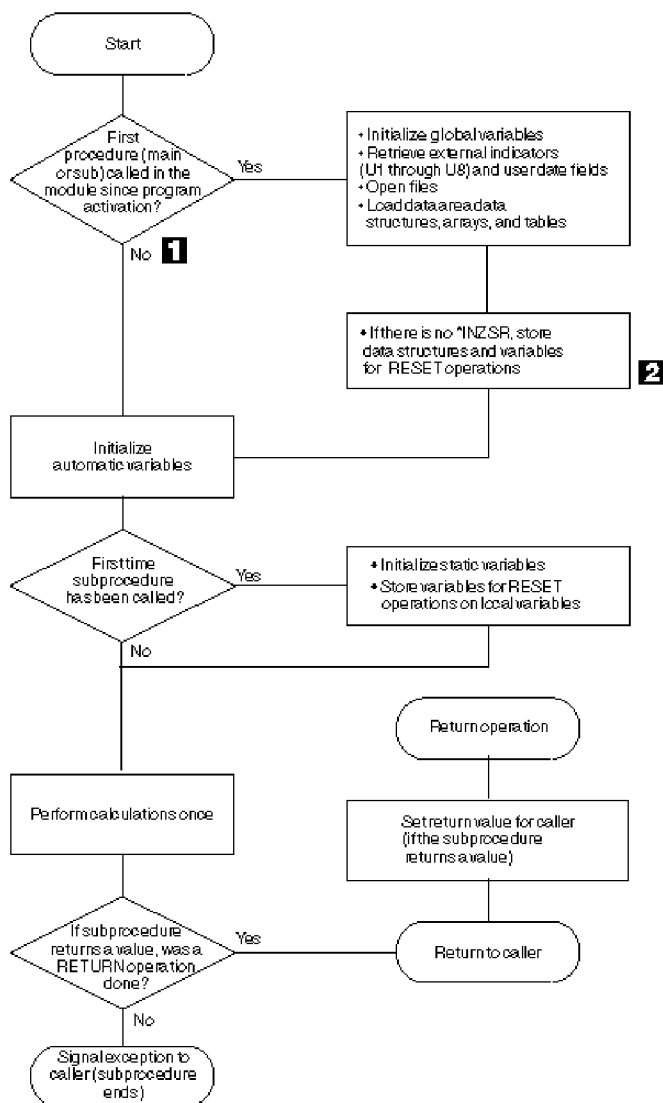 Start
First
procedure (main
or sub) called in the
module since program
activation?
Yes
• Initialize global variables
• Retrieve external indicators
(U1 through U8) and user date fields
• Open files
• Load data area data
structures, arrays, and tables
No
1
• If there is no *INZSR, store
data structures and variables
for RESET operations
2
Initialize
automatic variables
First time
subprocedure
has been called?
Yes
• Initialize static variables
• Store variables for RESET
operations on local variables
No
Return operation
Perform calculations once
Set return value for caller
(if the subprocedure
returns a value)
If subprocedure
returns a value, was a
RETURN operation
done?
Yes
Return to caller
No
Signal exception to
caller (subprocedure
ends)